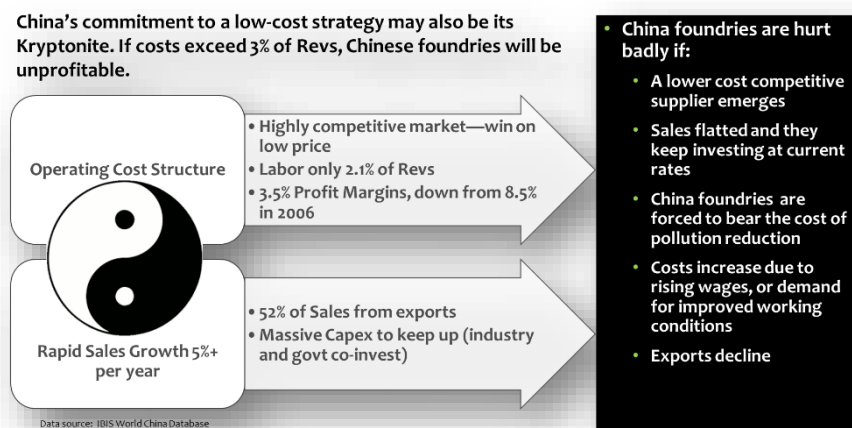 China's commitment to a low-cost strategy may also be its
Kryptonite. If costs exceed 3% of Revs, Chinese foundries will be
unprofitable.
Operating Cost Structure
• Highly competitive market—win on
low price
• Labor only 2.1% of Revs
• 3.5% Profit Margins, down from 8.5%
in 2006
Rapid Sales Growth 5%+
per year
• 52% of Sales from exports
• Massive Capex to keep up (industry
and govt co-invest)
• China foundries are hurt
badly if:
• A lower cost competitive
supplier emerges
• Sales flatted and they
keep investing at current
rates
• China foundries are
forced to bear the cost of
pollution reduction
• Costs increase due to
rising wages, or demand
for improved working
conditions
• Exports decline
Data source: IBIS World China Database